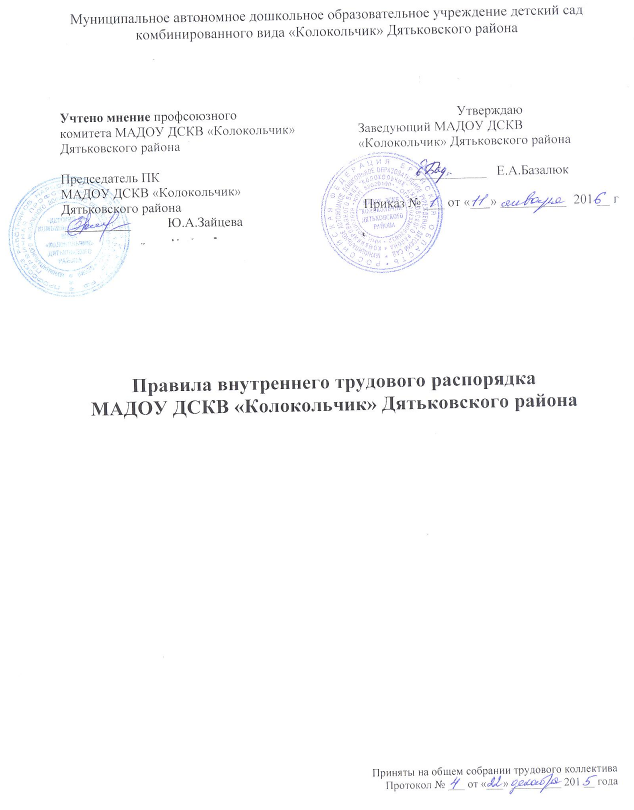 Муниципальное автономное дошкольное образовательное учреждение детский сад
комбинированного вида «Колокольчик» Дятьковского района
Учтено мнение профсоюзного
комитета МАДОУ ДСКВ «Колокольчик»
Дятьковского района
Председатель ПК
МАДОУ ДСКВ «Колокольчик»
Дятьковского района
Ю.А.Зайцева
Утверждаю
Заведующий МАДОУ ДСКВ
«Колокольчик» Дятьковского района
Е.А.Базалюк
Приказ № 1 от «11» января 2016 г
Правила внутреннего трудового распорядка
МАДОУ ДСКВ «Колокольчик» Дятьковского района
Приняты на общем собрании трудового коллектива
Протокол № 4 от «22» декабря 2015 года